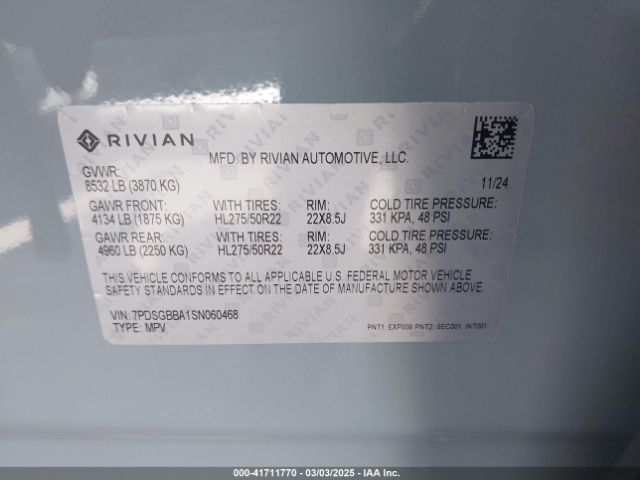 RIVIAN
MFD. BY RIVIAN AUTOMOTIVE, LLC.
GVWR:
8532 LB (3870 KG)
11/24
GAWR FRONT: WITH TIRES: RIM: COLD TIRE PRESSURE:
4134 LB (1875 KG) HL275/50R22 22X8.5J 331 KPA, 48 PSI
GAWR REAR: WITH TIRES: RIM: COLD TIRE PRESSURE:
4960 LB (2250 KG) HL275/50R22 22X8.5J 331 KPA, 48 PSI
THIS VEHICLE CONFORMS TO ALL APPLICABLE U.S. FEDERAL MOTOR VEHICLE
SAFETY STANDARDS IN EFFECT ON THE DATE OF MANUFACTURE SHOWN ABOVE.
VIN: 7PDSGBBA1SN060468
TYPE: MPV
PNT1: EXP009 PNT2: SEC001 INT001
000-41711770 - 03/03/2025 - IAA Inc.